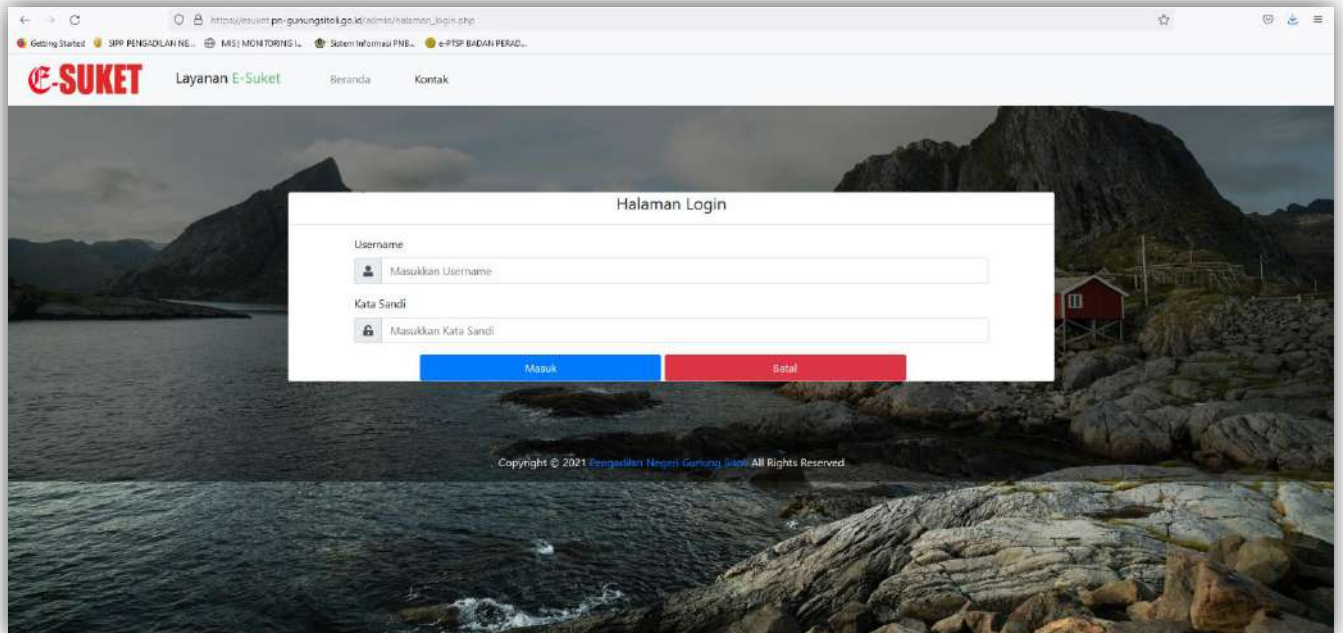 https://esuket.pn-gunungsitoli.go.id/admin/halaman_login.php
Getting Started SIPP PENGADILAN NE... MIS | MONITORING I... Sistem Informasi PNB... e-PTSP BADAN PERAD...
E-SUKET Layanan E-Suket Beranda Kontak
Halaman Login
Username
Masukkan Username
Kata Sandi
Masukkan Kata Sandi
Masuk Batal
Copyright © 2021 Pengadilan Negeri Gunung Sitoli All Rights Reserved